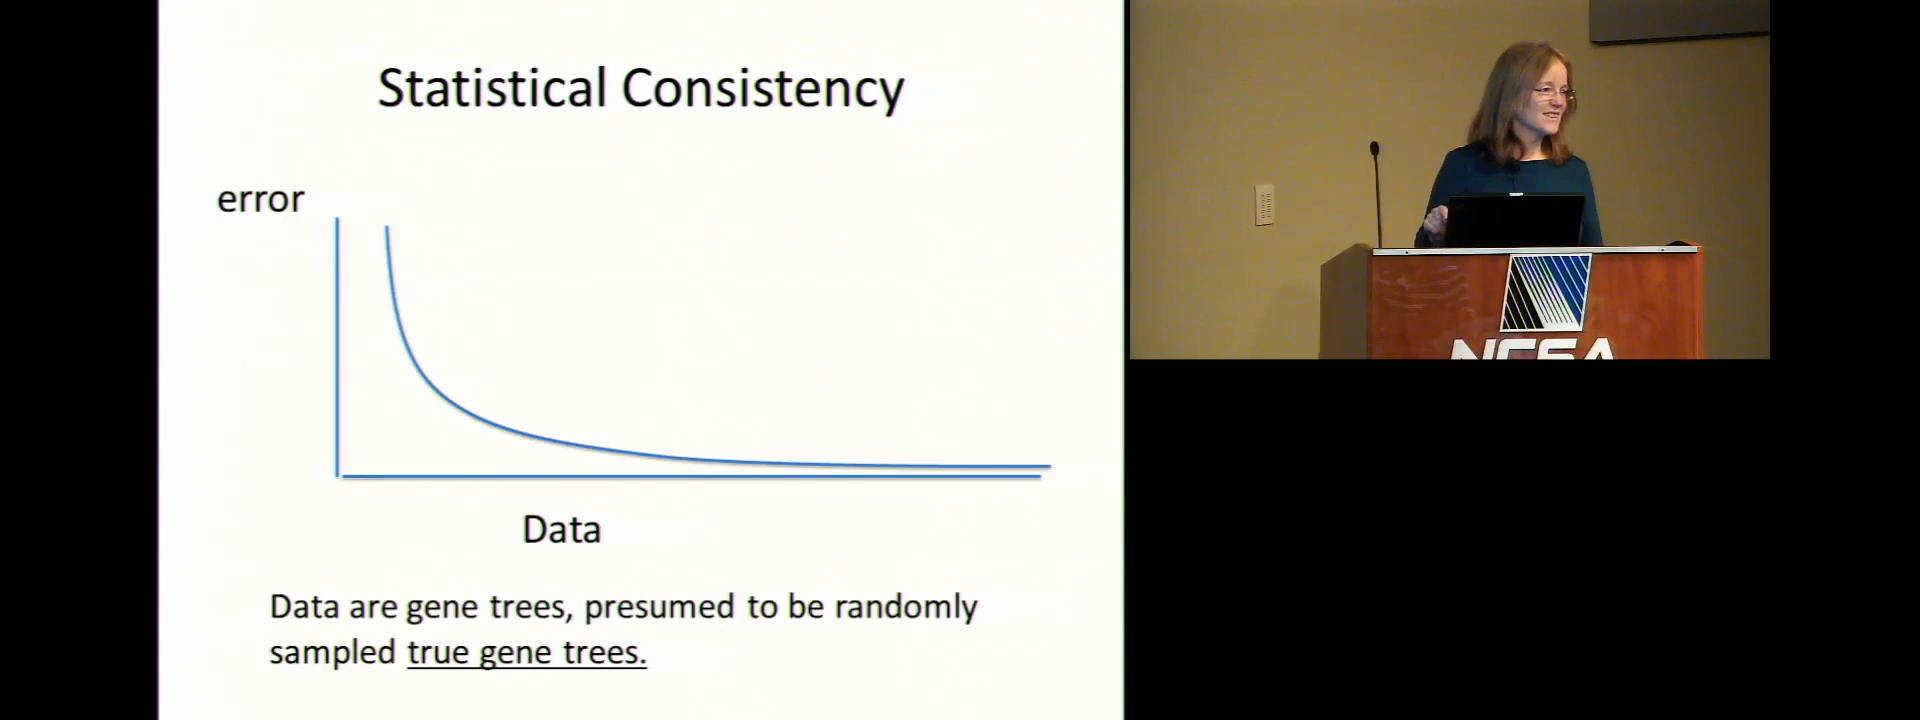 Statistical Consistency
error
Data
Data are gene trees, presumed to be randomly
sampled true gene trees.
NCSA